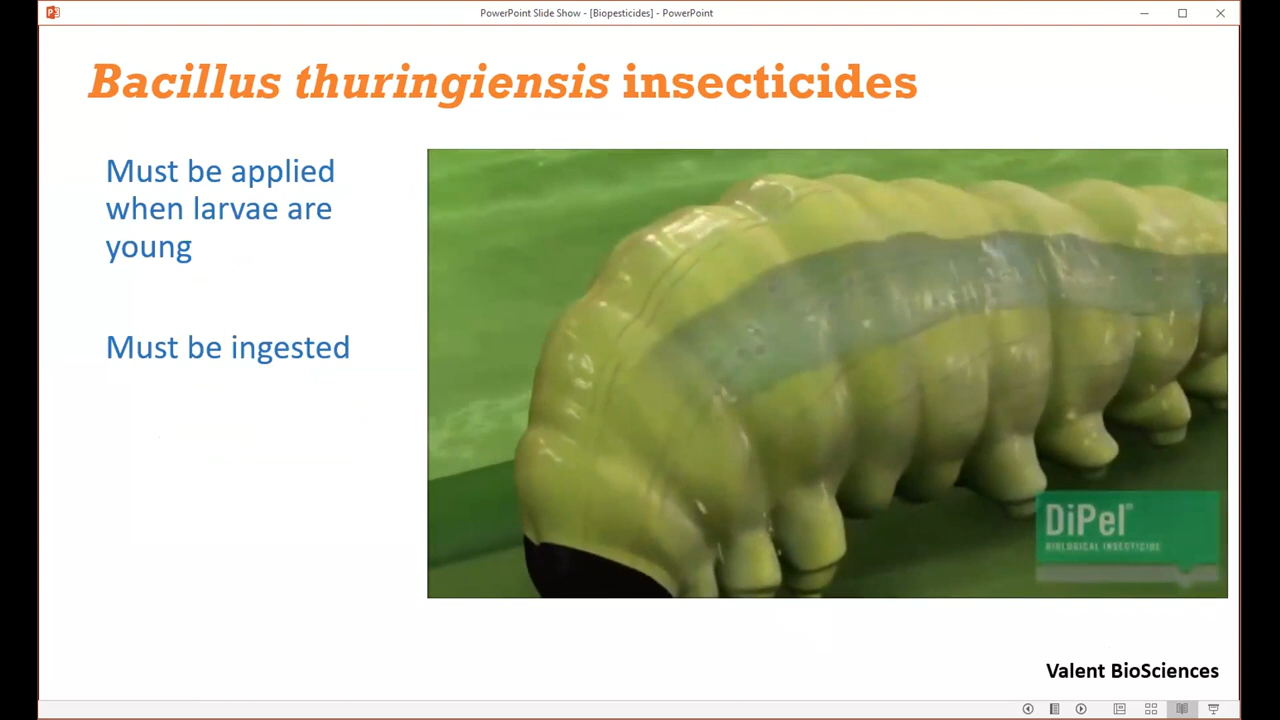 PowerPoint Slide Show - [Biopesticides] - PowerPoint
Bacillus thuringiensis insecticides
Must be applied
when larvae are
young
Must be ingested
DiPel®
BIOLOGICAL INSECTICIDE
Valent BioSciences